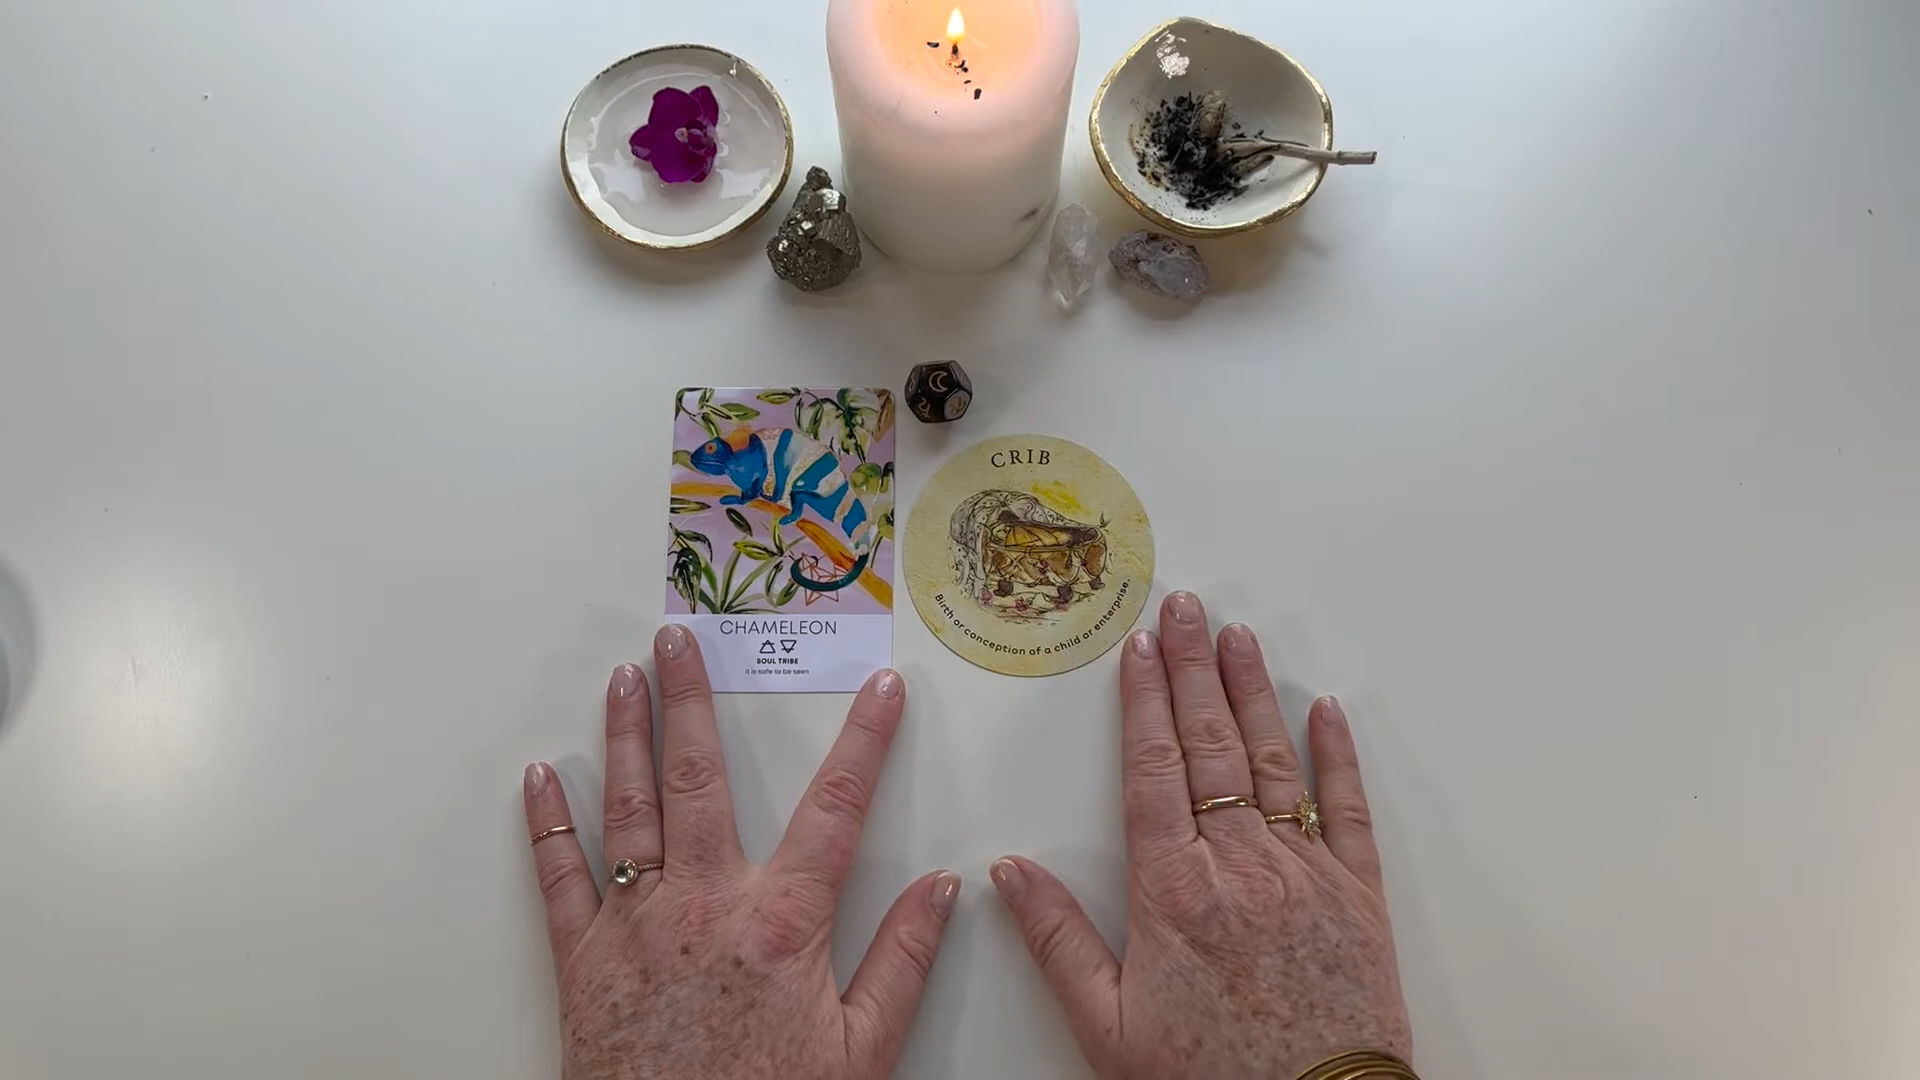 CHAMELEON
SOUL TRIBE
it is safe to be seen
CRIB
Birth or conception of a child or enterprise.